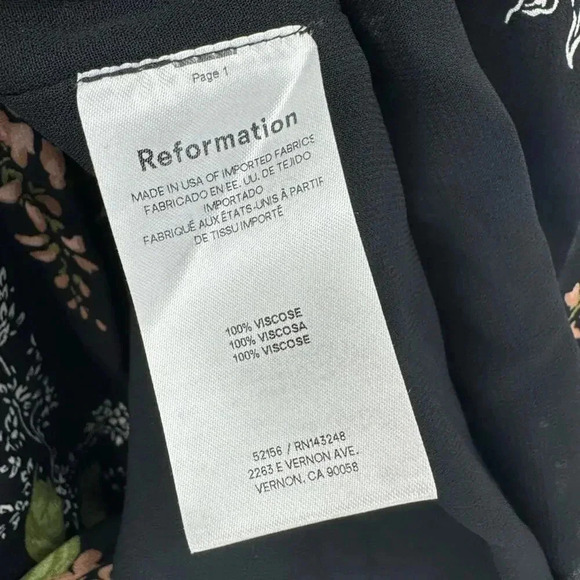 Page 1
Reformation
MADE IN USA OF IMPORTED FABRICS
FABRICADO EN EE. UU. DE TEJIDO
IMPORTADO
FABRIQUÉ AUX ÉTATS-UNIS À PARTIR
DE TISSU IMPORTÉ
100% VISCOSE
100% VISCOSA
100% VISCOSE
52156 / RN143248
2263 E VERNON AVE.
VERNON, CA 90058